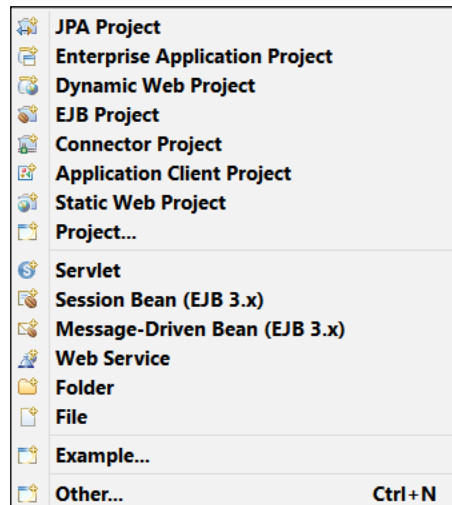 JPA Project
Enterprise Application Project
Dynamic Web Project
EJB Project
Connector Project
Application Client Project
Static Web Project
Project...
Servlet
Session Bean (EJB 3.x)
Message-Driven Bean (EJB 3.x)
Web Service
Folder
File
Example...
Other... Ctrl+N